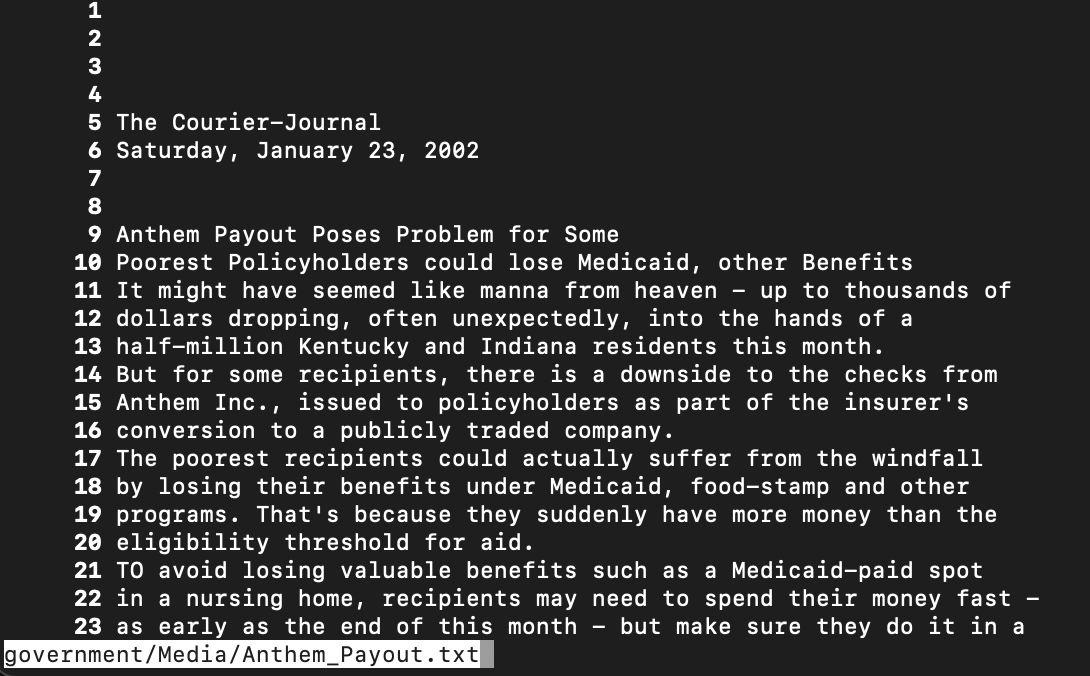 1
2
3
4
5 The Courier-Journal
6 Saturday, January 23, 2002
7
8
9 Anthem Payout Poses Problem for Some
10 Poorest Policyholders could lose Medicaid, other Benefits
11 It might have seemed like manna from heaven - up to thousands of
12 dollars dropping, often unexpectedly, into the hands of a
13 half-million Kentucky and Indiana residents this month.
14 But for some recipients, there is a downside to the checks from
15 Anthem Inc., issued to policyholders as part of the insurer's
16 conversion to a publicly traded company.
17 The poorest recipients could actually suffer from the windfall
18 by losing their benefits under Medicaid, food-stamp and other
19 programs. That's because they suddenly have more money than the
20 eligibility threshold for aid.
21 TO avoid losing valuable benefits such as a Medicaid-paid spot
22 in a nursing home, recipients may need to spend their money fast -
23 as early as the end of this month - but make sure they do it in a
government/Media/Anthem_Payout.txt